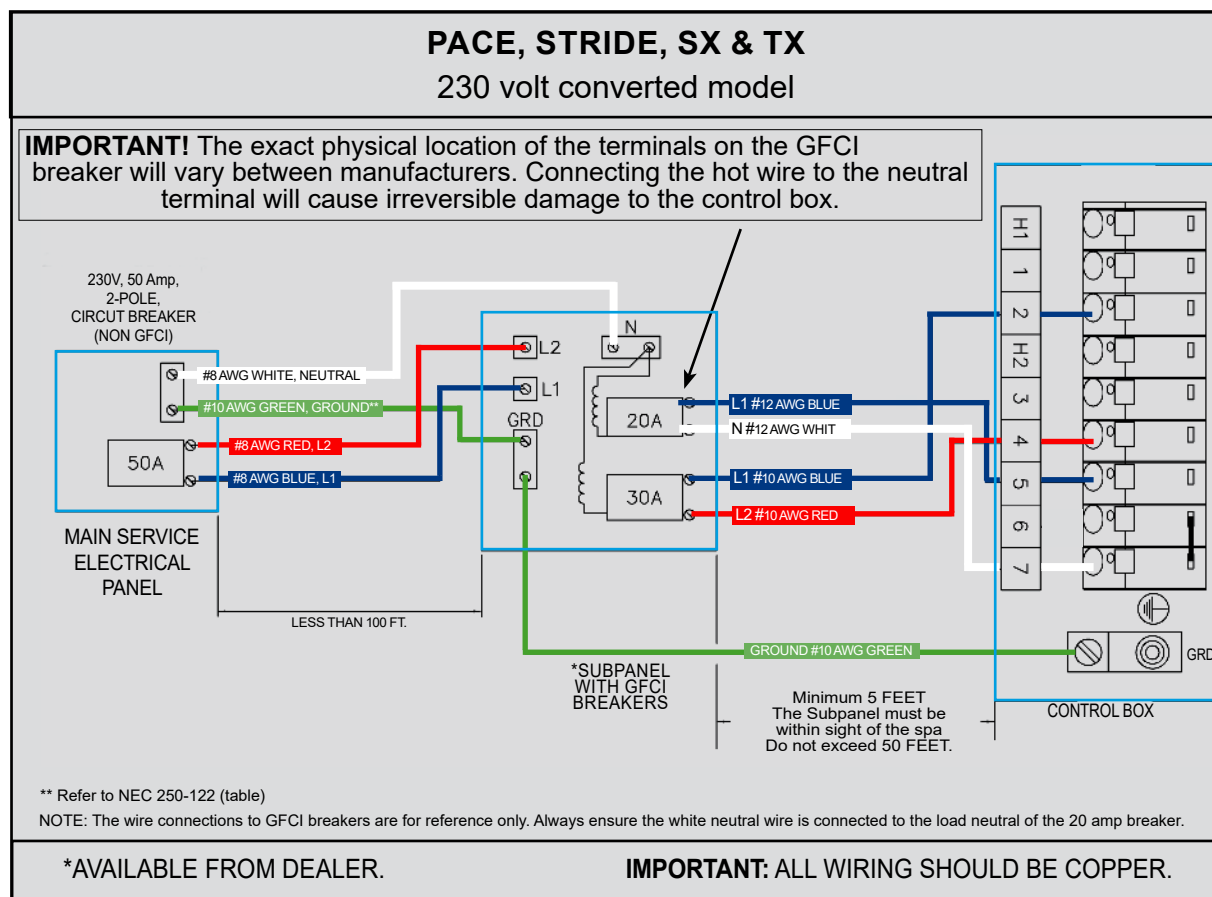 PACE, STRIDE, SX & TX
230 volt converted model
IMPORTANT! The exact physical location of the terminals on the GFCI
breaker will vary between manufacturers. Connecting the hot wire to the neutral
terminal will cause irreversible damage to the control box.
230V, 50 Amp,
2-POLE,
CIRCUT BREAKER
(NON GFCI)
#8 AWG WHITE, NEUTRAL
#10 AWG GREEN, GROUND**
#8 AWG RED, L2
#8 AWG BLUE, L1
50A
MAIN SERVICE
ELECTRICAL
PANEL
LESS THAN 100 FT.
N
L2
L1
GRD
20A
30A
*SUBPANEL
WITH GFCI
BREAKERS
L1 #12 AWG BLUE
N #12 AWG WHIT
L1 #10 AWG BLUE
L2 #10 AWG RED
GROUND #10 AWG GREEN
Minimum 5 FEET
The Subpanel must be
within sight of the spa
Do not exceed 50 FEET.
H1
1
2
H2
3
4
5
6
7
GRD
CONTROL BOX
** Refer to NEC 250-122 (table)
NOTE: The wire connections to GFCI breakers are for reference only. Always ensure the white neutral wire is connected to the load neutral of the 20 amp breaker.
*AVAILABLE FROM DEALER.
IMPORTANT: ALL WIRING SHOULD BE COPPER.